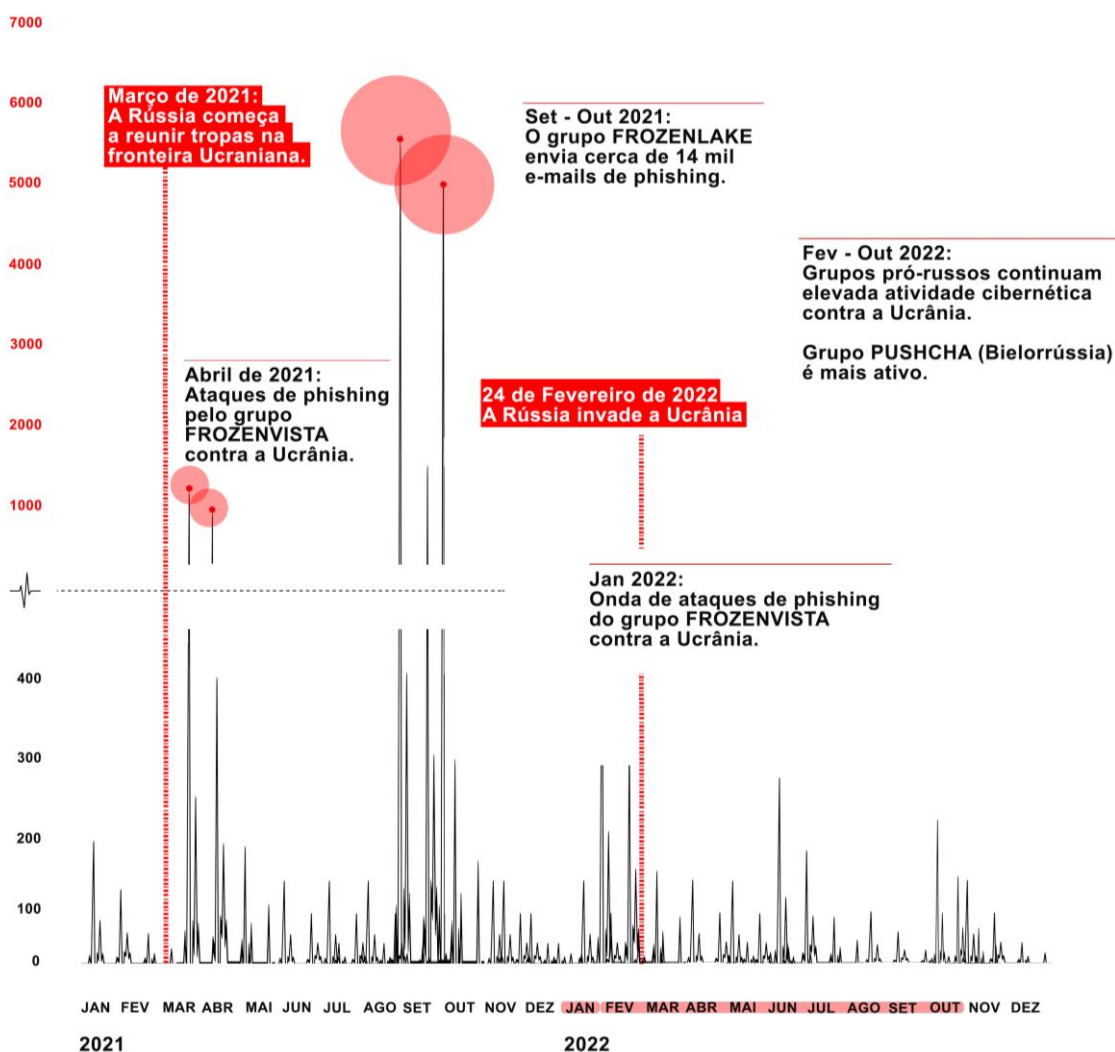 7000
6000
5000
4000
3000
2000
1000
400
300
200
100
0
Março de 2021:
A Rússia começa
a reunir tropas na
fronteira Ucraniana.
Set - Out 2021:
O grupo FROZENLAKE
envia cerca de 14 mil
e-mails de phishing.
Fev - Out 2022:
Grupos pró-russos continuam
elevada atividade cibernética
contra a Ucrânia.
Grupo PUSHCHA (Bielorrússia)
é mais ativo.
Abril de 2021:
Ataques de phishing
pelo grupo
FROZENVISTA
contra a Ucrânia.
24 de Fevereiro de 2022
A Rússia invade a Ucrânia
Jan 2022:
Onda de ataques de phishing
do grupo FROZENVISTA
contra a Ucrânia.
JAN FEV MAR ABR MAI JUN JUL AGO SET OUT NOV DEZ JAN FEV MAR ABR MAI JUN JUL AGO SET OUT NOV DEZ
2021 2022